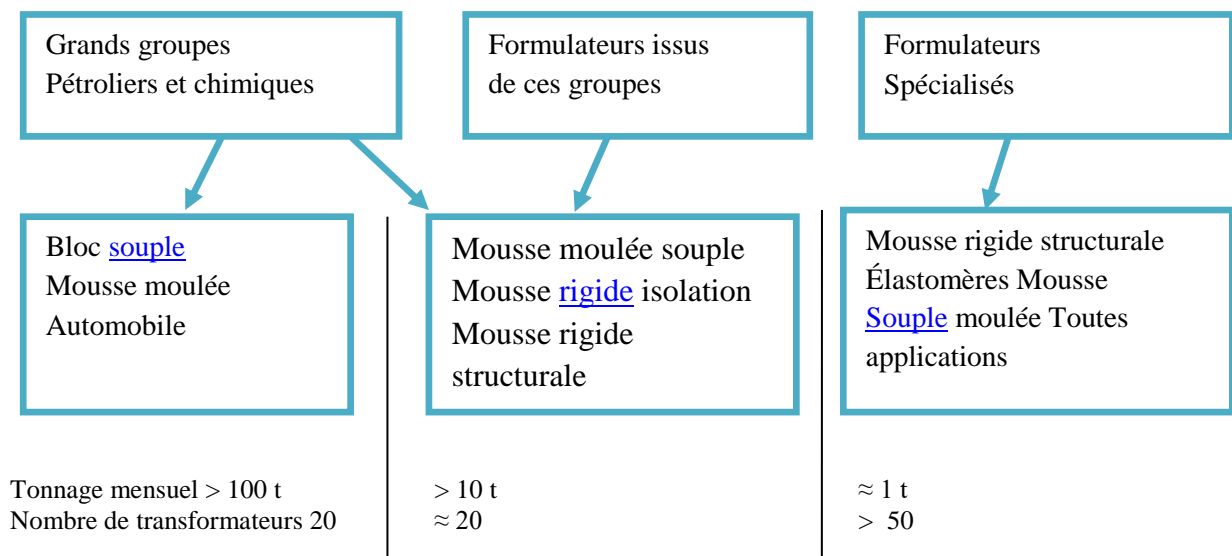 Grands groupes
Pétroliers et chimiques
Formulateurs issus
de ces groupes
Formulateurs
Spécialisés
Bloc souple
Mousse moulée
Automobile
Mousse moulée souple
Mousse rigide isolation
Mousse rigide
structurale
Mousse rigide structurale
Élastomères Mousse
Souple moulée Toutes
applications
Tonnage mensuel > 100 t
Nombre de transformateurs 20
> 10 t
≈ 20
≈ 1 t
> 50